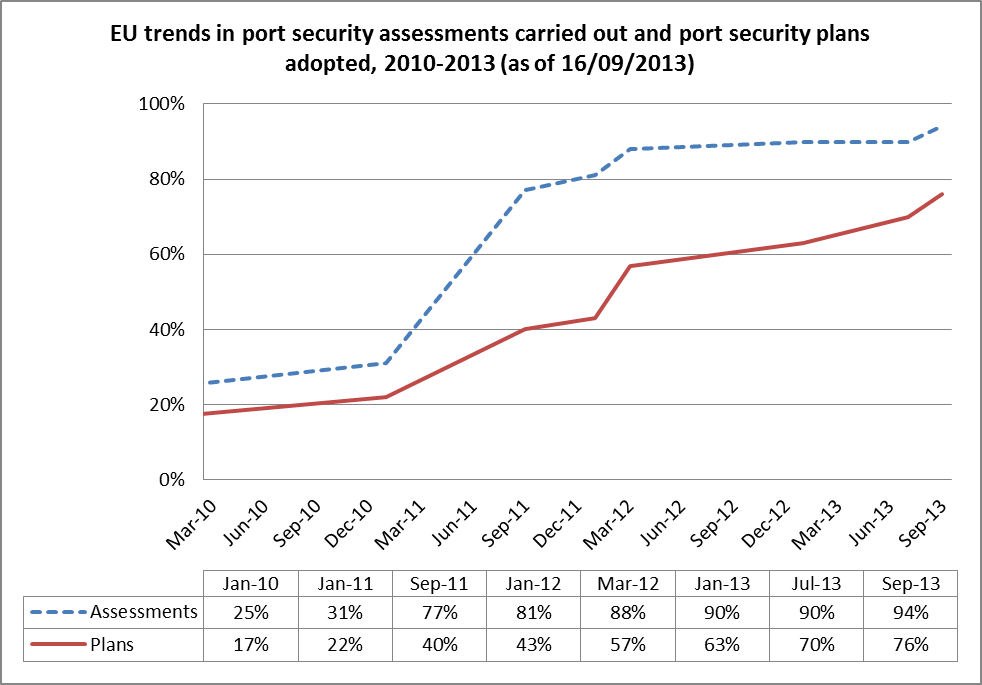 EU trends in port security assessments carried out and port security plans
adopted, 2010-2013 (as of 16/09/2013)
100%
80%
60%
40%
20%
0%
Mar-10 Jun-10 Sep-10 Dec-10 Mar-11 Jun-11 Sep-11 Dec-11 Mar-12 Jun-12 Sep-12 Dec-12 Mar-13 Jun-13 Sep-13
Jan-10 Jan-11 Sep-11 Jan-12 Mar-12 Jan-13 Jul-13 Sep-13
Assessments 25% 31% 77% 81% 88% 90% 90% 94%
Plans 17% 22% 40% 43% 57% 63% 70% 76%